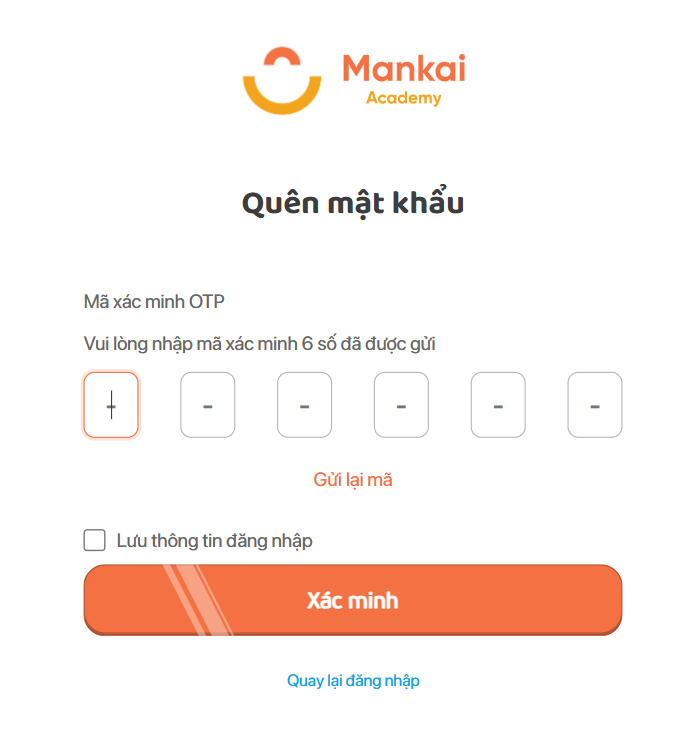 Mankai
Academy
Quên mật khẩu
Mã xác minh OTP
Vui lòng nhập mã xác minh 6 số đã được gửi
- - - - - -
Gửi lại mã
Lưu thông tin đăng nhập
Xác minh
Quay lại đăng nhập